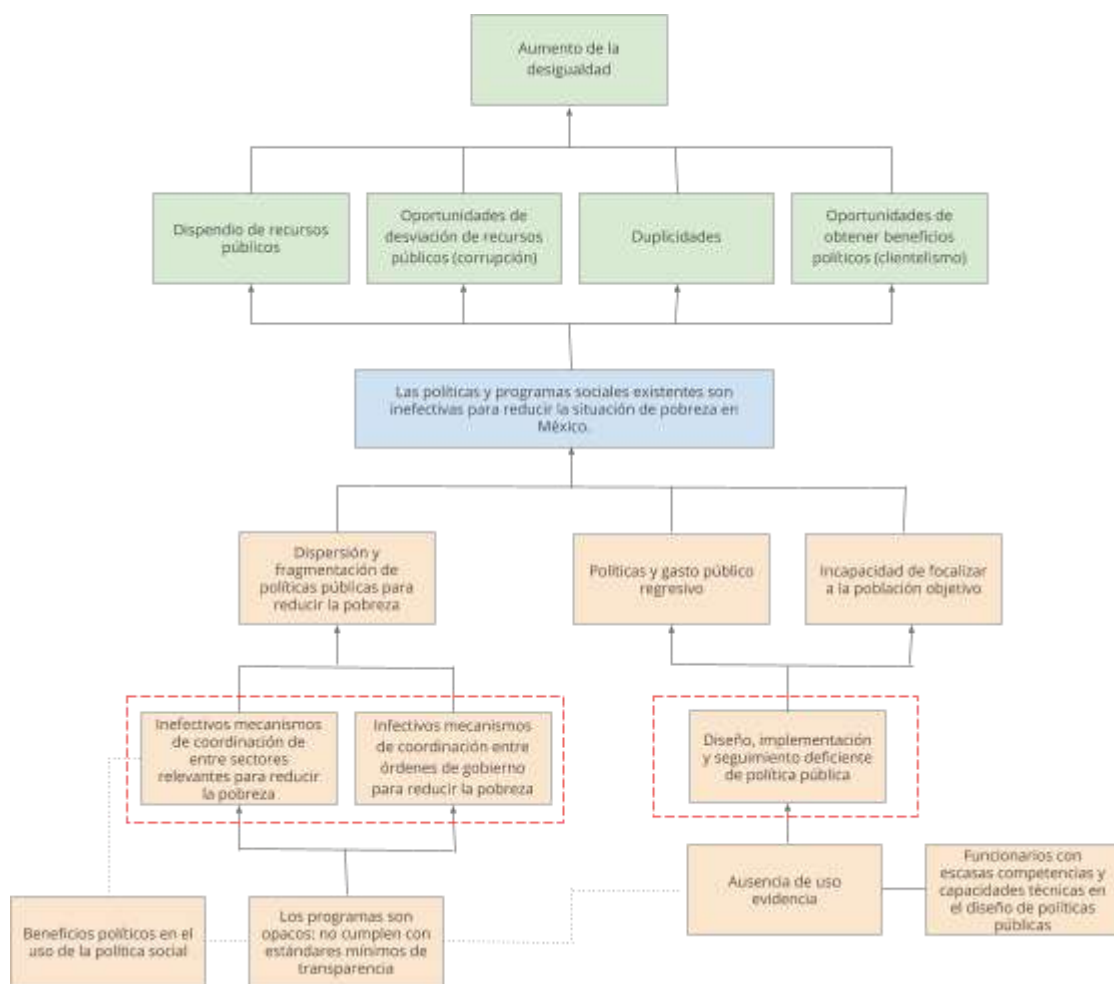 Aumento de la
desigualdad
Dispendio de recursos
públicos
Oportunidades de
desviación de recursos
públicos (corrupción)
Duplicidades
Oportunidades de
obtener beneficios
políticos (clientelismo)
Las políticas y programas sociales existentes son
inefectivas para reducir la situación de pobreza en
México.
Dispersión y
fragmentación de
políticas públicas para
reducir la pobreza
Políticas y gasto público
regresivo
Incapacidad de focalizar
a la población objetivo
Inefectivos mecanismos
de coordinación de
entre sectores
relevantes para reducir
la pobreza
Infectivos mecanismos
de coordinación entre
órdenes de gobierno
para reducir la pobreza
Diseño, implementación
y seguimiento deficiente
de política pública
Beneficios políticos en el
uso de la política social
Los programas son
opacos: no cumplen con
estándares mínimos de
transparencia
Ausencia de uso
evidencia
Funcionarios con
escasas competencias y
capacidades técnicas en
el diseño de políticas
públicas